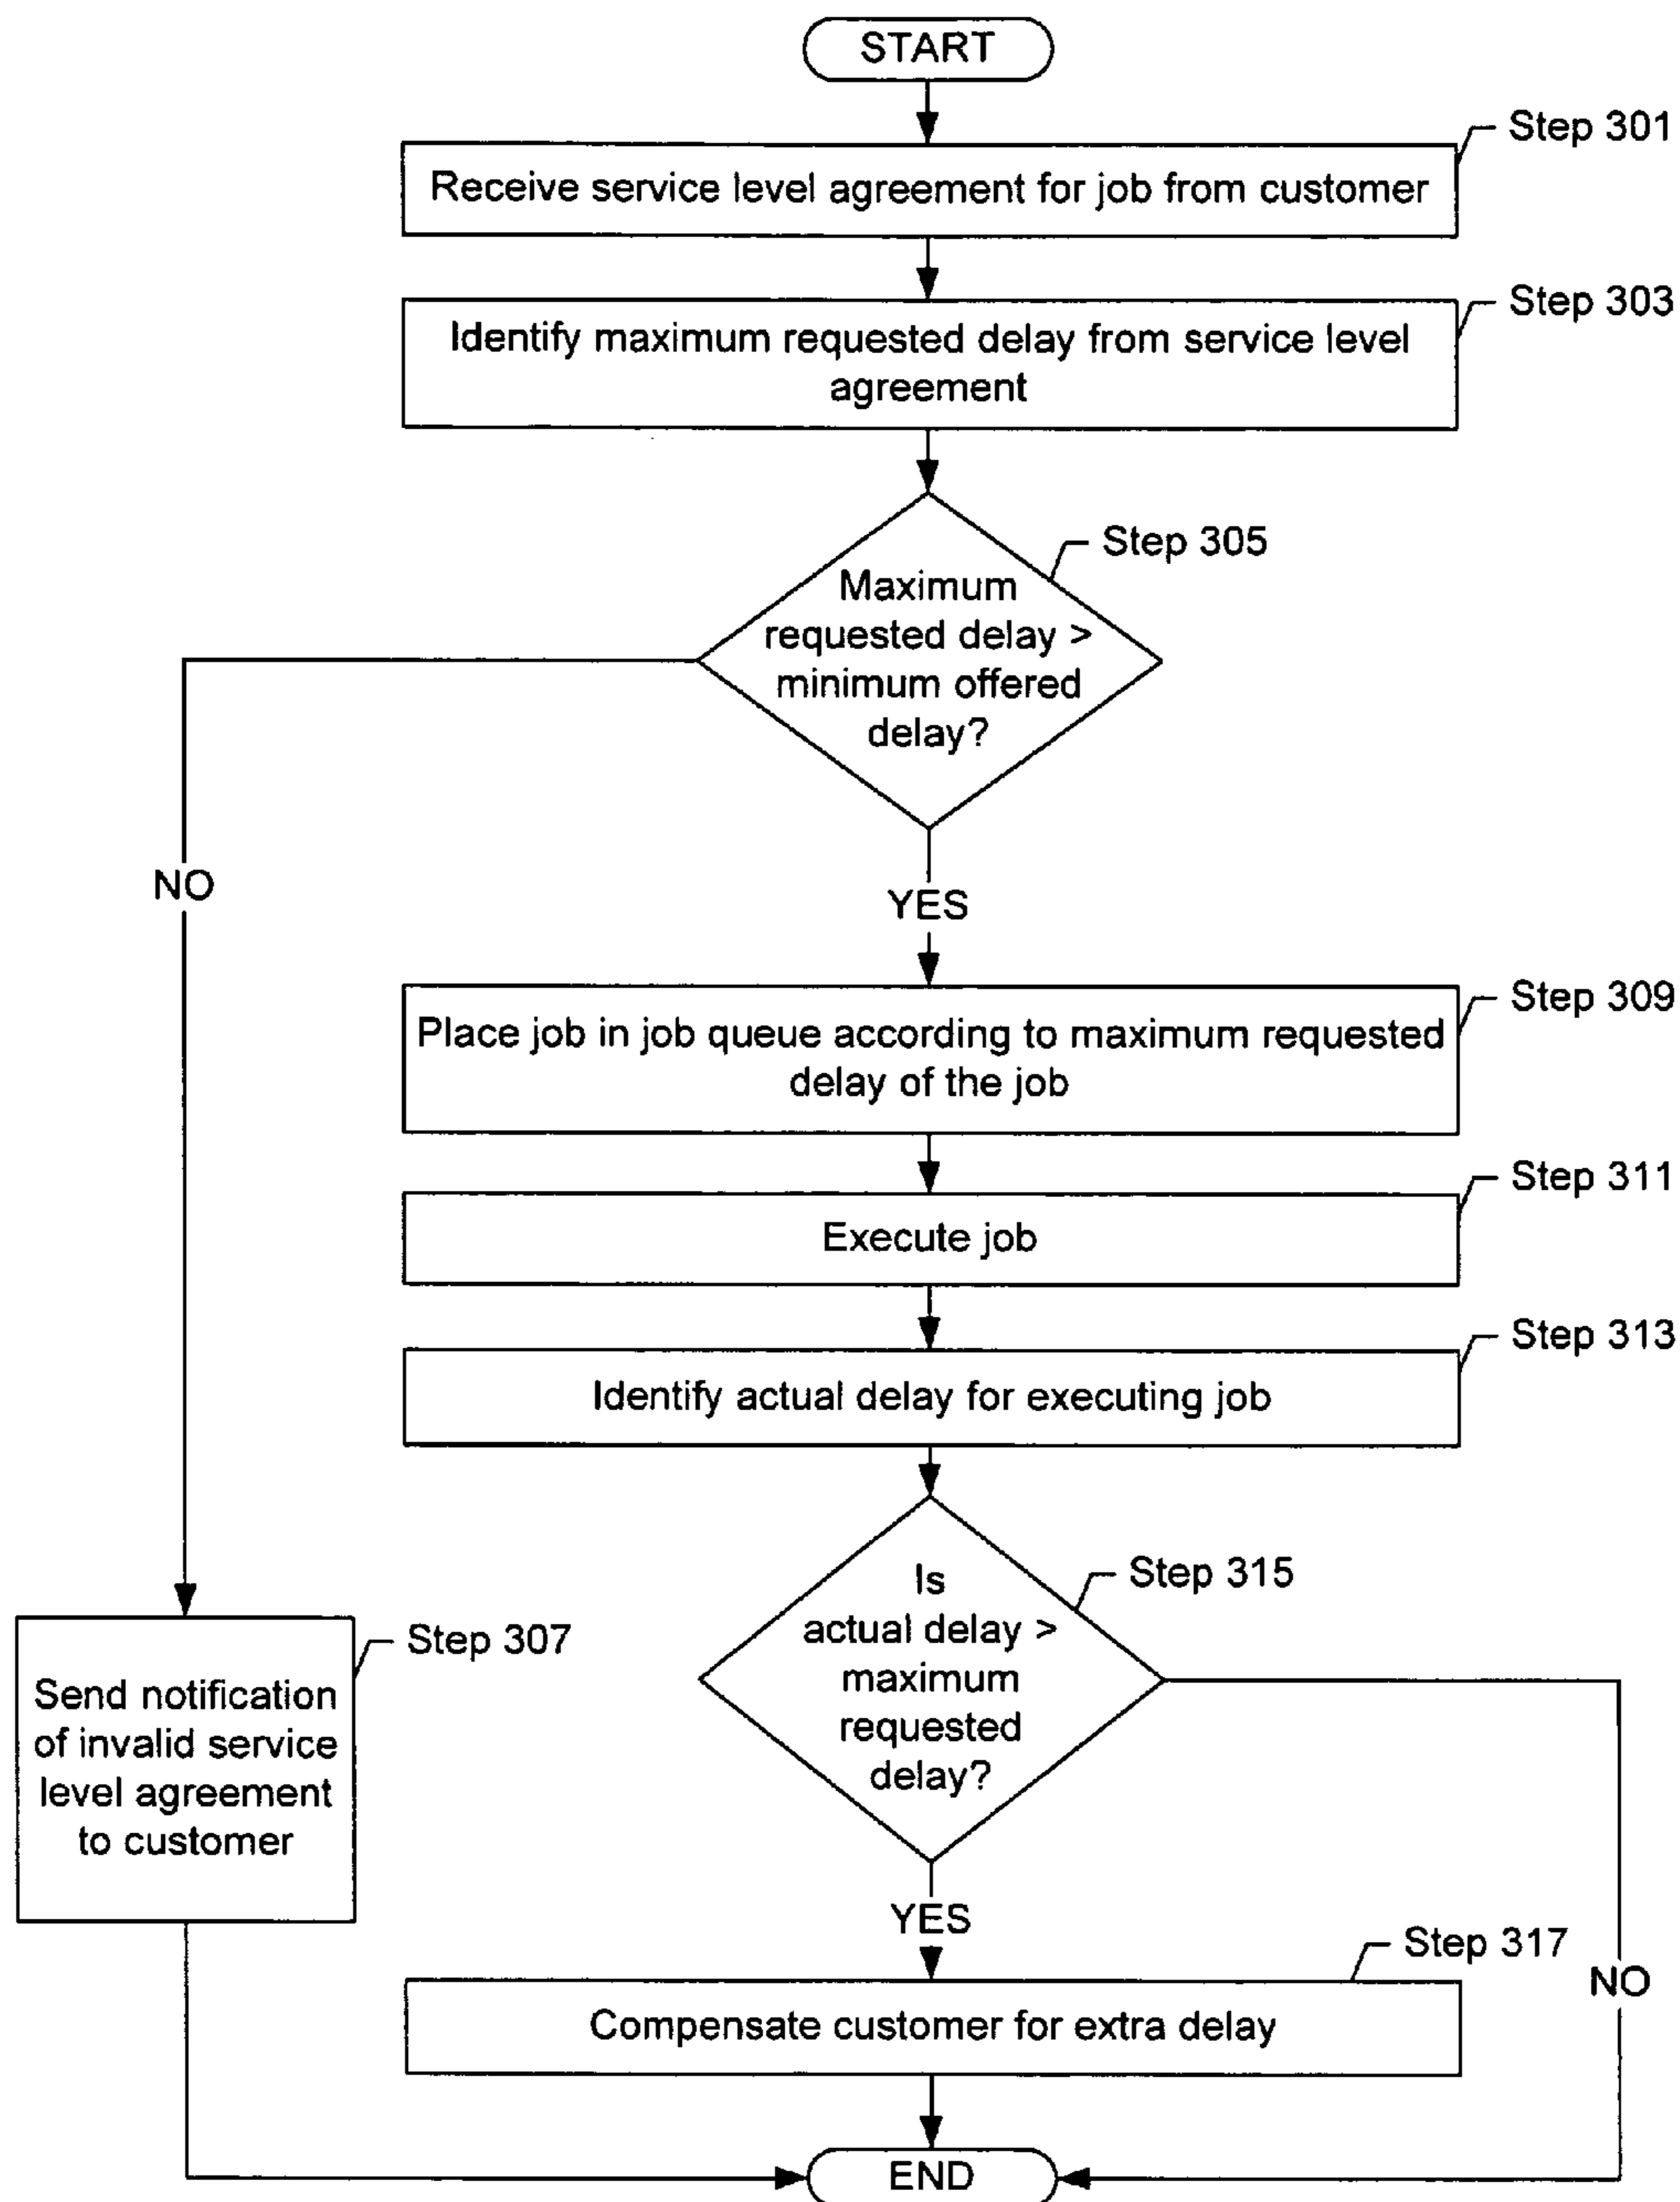 START
Step 301
Receive service level agreement for job from customer
Step 303
Identify maximum requested delay from service level
agreement
Step 305
Maximum
requested delay >
minimum offered
delay?
NO
YES
Step 309
Place job in job queue according to maximum requested
delay of the job
Step 311
Execute job
Step 313
Identify actual delay for executing job
Step 315
Is
actual delay >
maximum
requested
delay?
Step 307
Send notification
of invalid service
level agreement
to customer
YES
NO
Step 317
Compensate customer for extra delay
END